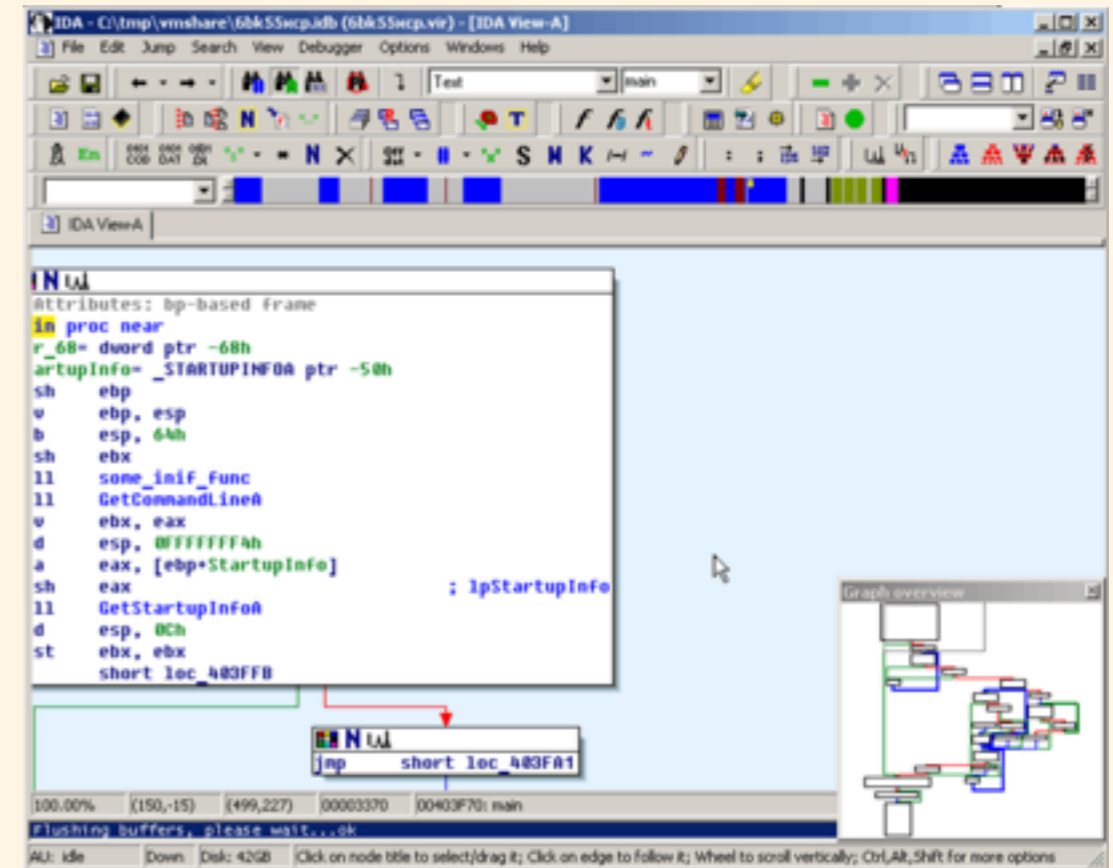 IDA - C:\tmp\vmshare\6bk55жcp.idb (6bk55жcp.vir) - [IDA View-A]
File Edit Jump Search View Debugger Options Windows Help
Text main
En S M K
IDA View-A
Attributes: bp-based frame
in proc near
r_68= dword ptr -68h
artupInfo= _STARTUPINFOA ptr -50h
sh ebp
v ebp, esp
b esp, 64h
sh ebx
ll some_inif_func
ll GetCommandLineA
v ebx, eax
d esp, 0FFFFFFF4h
a eax, [ebp+StartupInfo]
sh eax ; lpStartupInfo
ll GetStartupInfoA
d esp, 0Ch
st ebx, ebx
short loc_403FFB
jmp short loc_403FA1
Graph overview
100.00% (150,-15) (499,227) 00003370 00403F70: main
Flushing buffers, please wait...ok
AU: idle Down Disk: 42GB Click on node title to select/drag it; Click on edge to follow it; Wheel to scroll vertically; Ctrl,Alt,Shift for more options